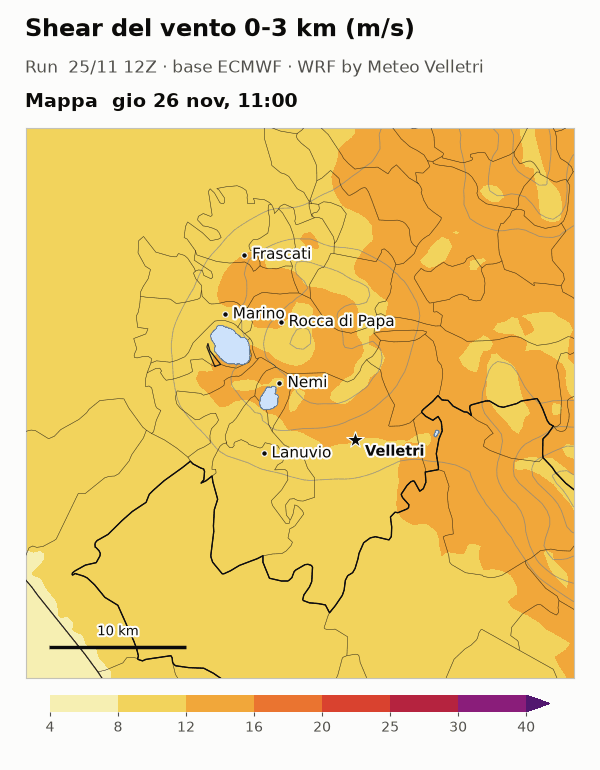 Shear del vento 0-3 km (m/s)
Run  25/11 12Z · base ECMWF · WRF by Meteo Velletri
Mappa  gio 26 nov, 11:00
Frascati
Marino
Rocca di Papa
Nemi
Velletri
Lanuvio
10 km
4 8 12 16 20 25 30 40